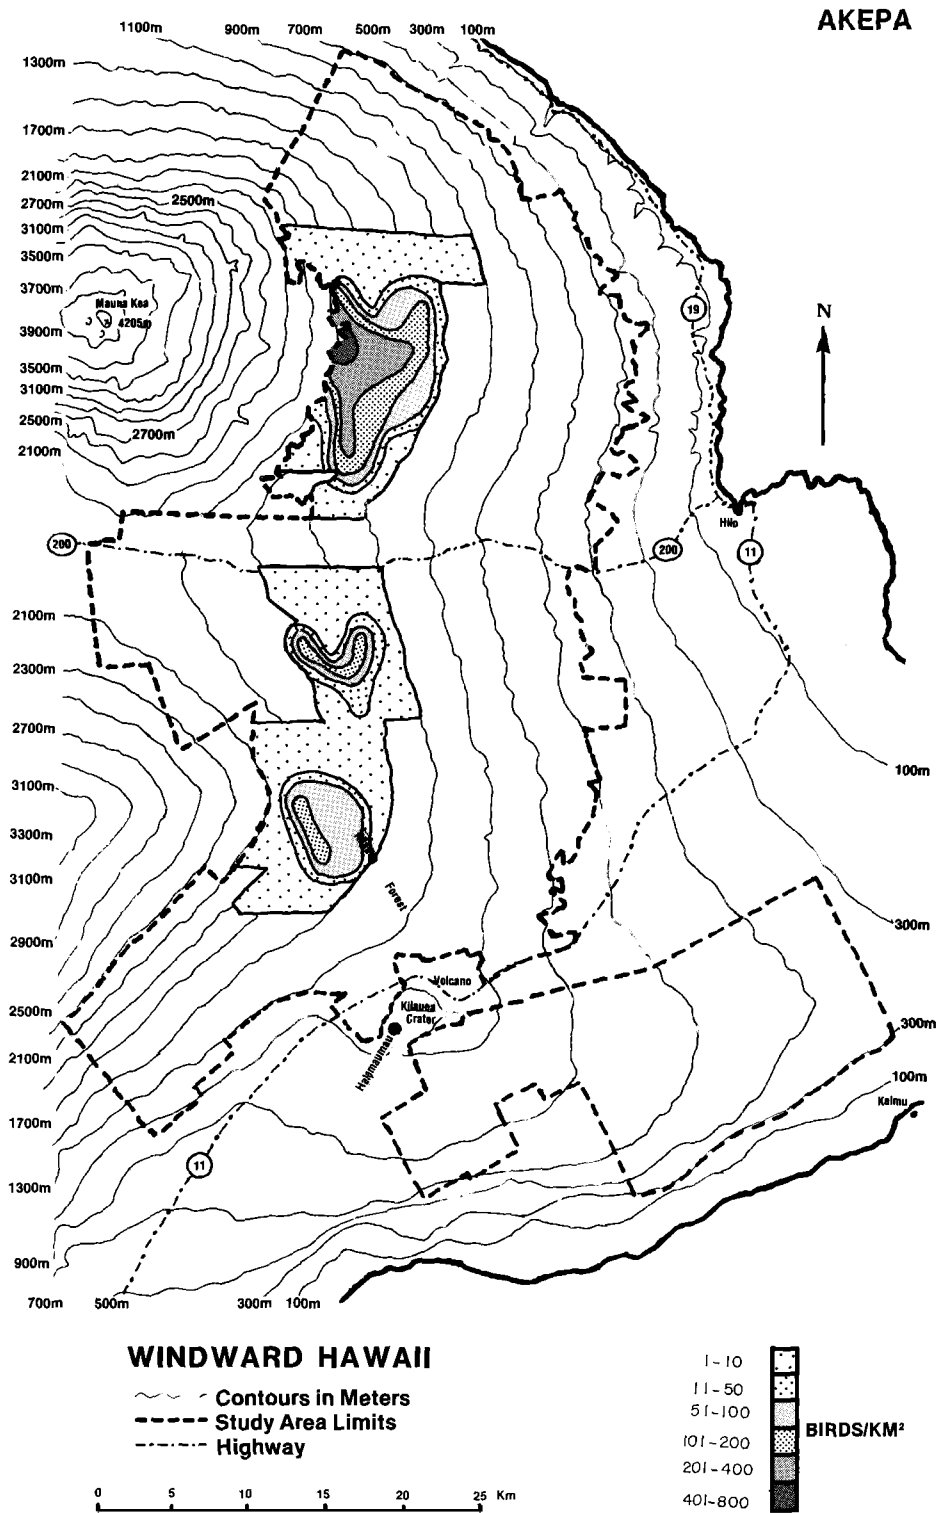 AKEPA
1100m 900m 700m 500m 300m 100m
1300m
1700m
2100m
2700m
2500m
3100m
3500m
3700m
Mauna Kea
4205m
3900m
3500m
3100m
2500m
2700m
2100m
19
N
Hilo
200
200
11
2100m
2300m
2700m
3100m
3300m
3100m
2900m
2500m
2100m
1700m
1300m
900m
100m
300m
Forest
Volcano
Kilauea
Crater
Halemaumau
300m
100m
Kaimu
11
700m 500m 300m 100m
WINDWARD HAWAII
Contours in Meters
Study Area Limits
Highway
0 5 10 15 20 25 Km
1-10
11-50
51-100
101-200
201-400
401-800
BIRDS/KM²